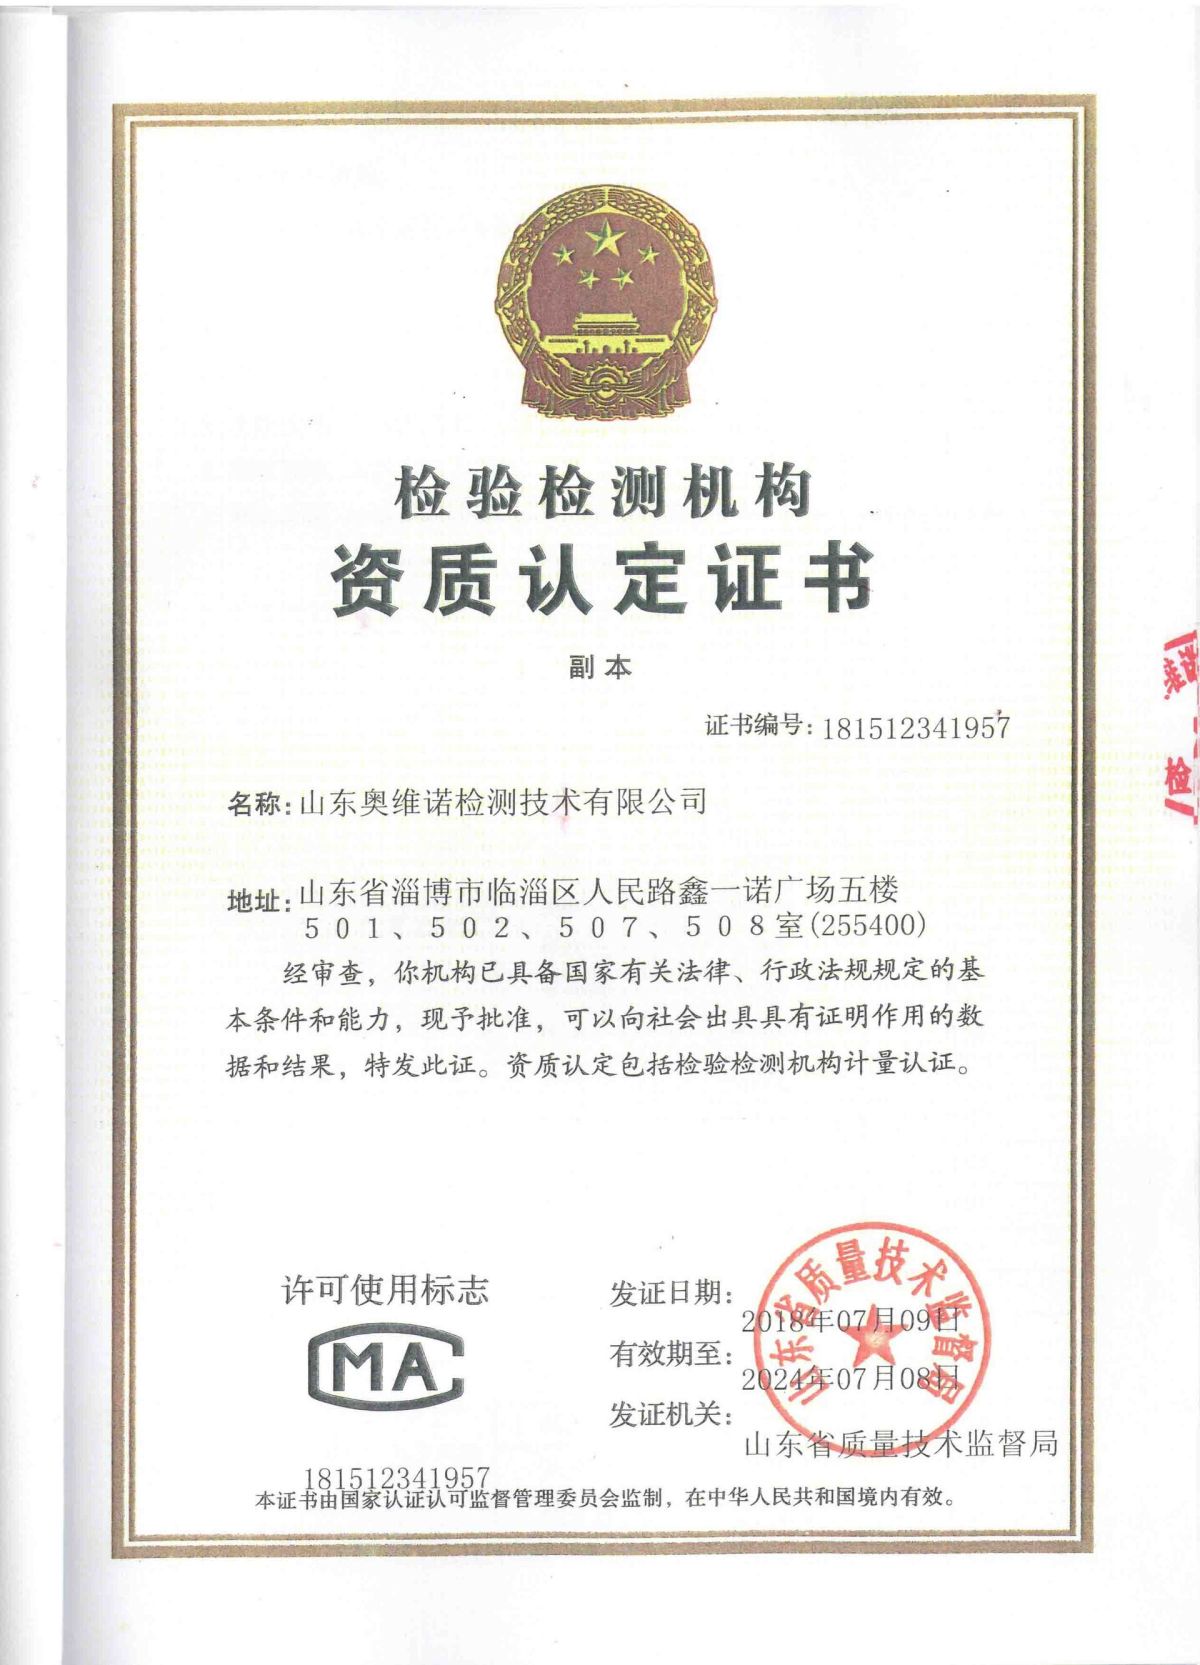 检验检测机构
资质认定证书
副本
证书编号：181512341957
名称：山东奥维诺检测技术有限公司
地址：山东省淄博市临淄区人民路鑫一诺广场五楼
501、502、507、508室(255400)
经审查，你机构已具备国家有关法律、行政法规规定的基
本条件和能力，现予批准，可以向社会出具具有证明作用的数
据和结果，特发此证。资质认定包括检验检测机构计量认证。
许可使用标志
MA
181512341957
发证日期：
2018年07月09日
有效期至：
2024年07月08日
发证机关：
山东省质量技术监督局
山东省质量技术监督局
本证书由国家认证认可监督管理委员会监制，在中华人民共和国境内有效。
检